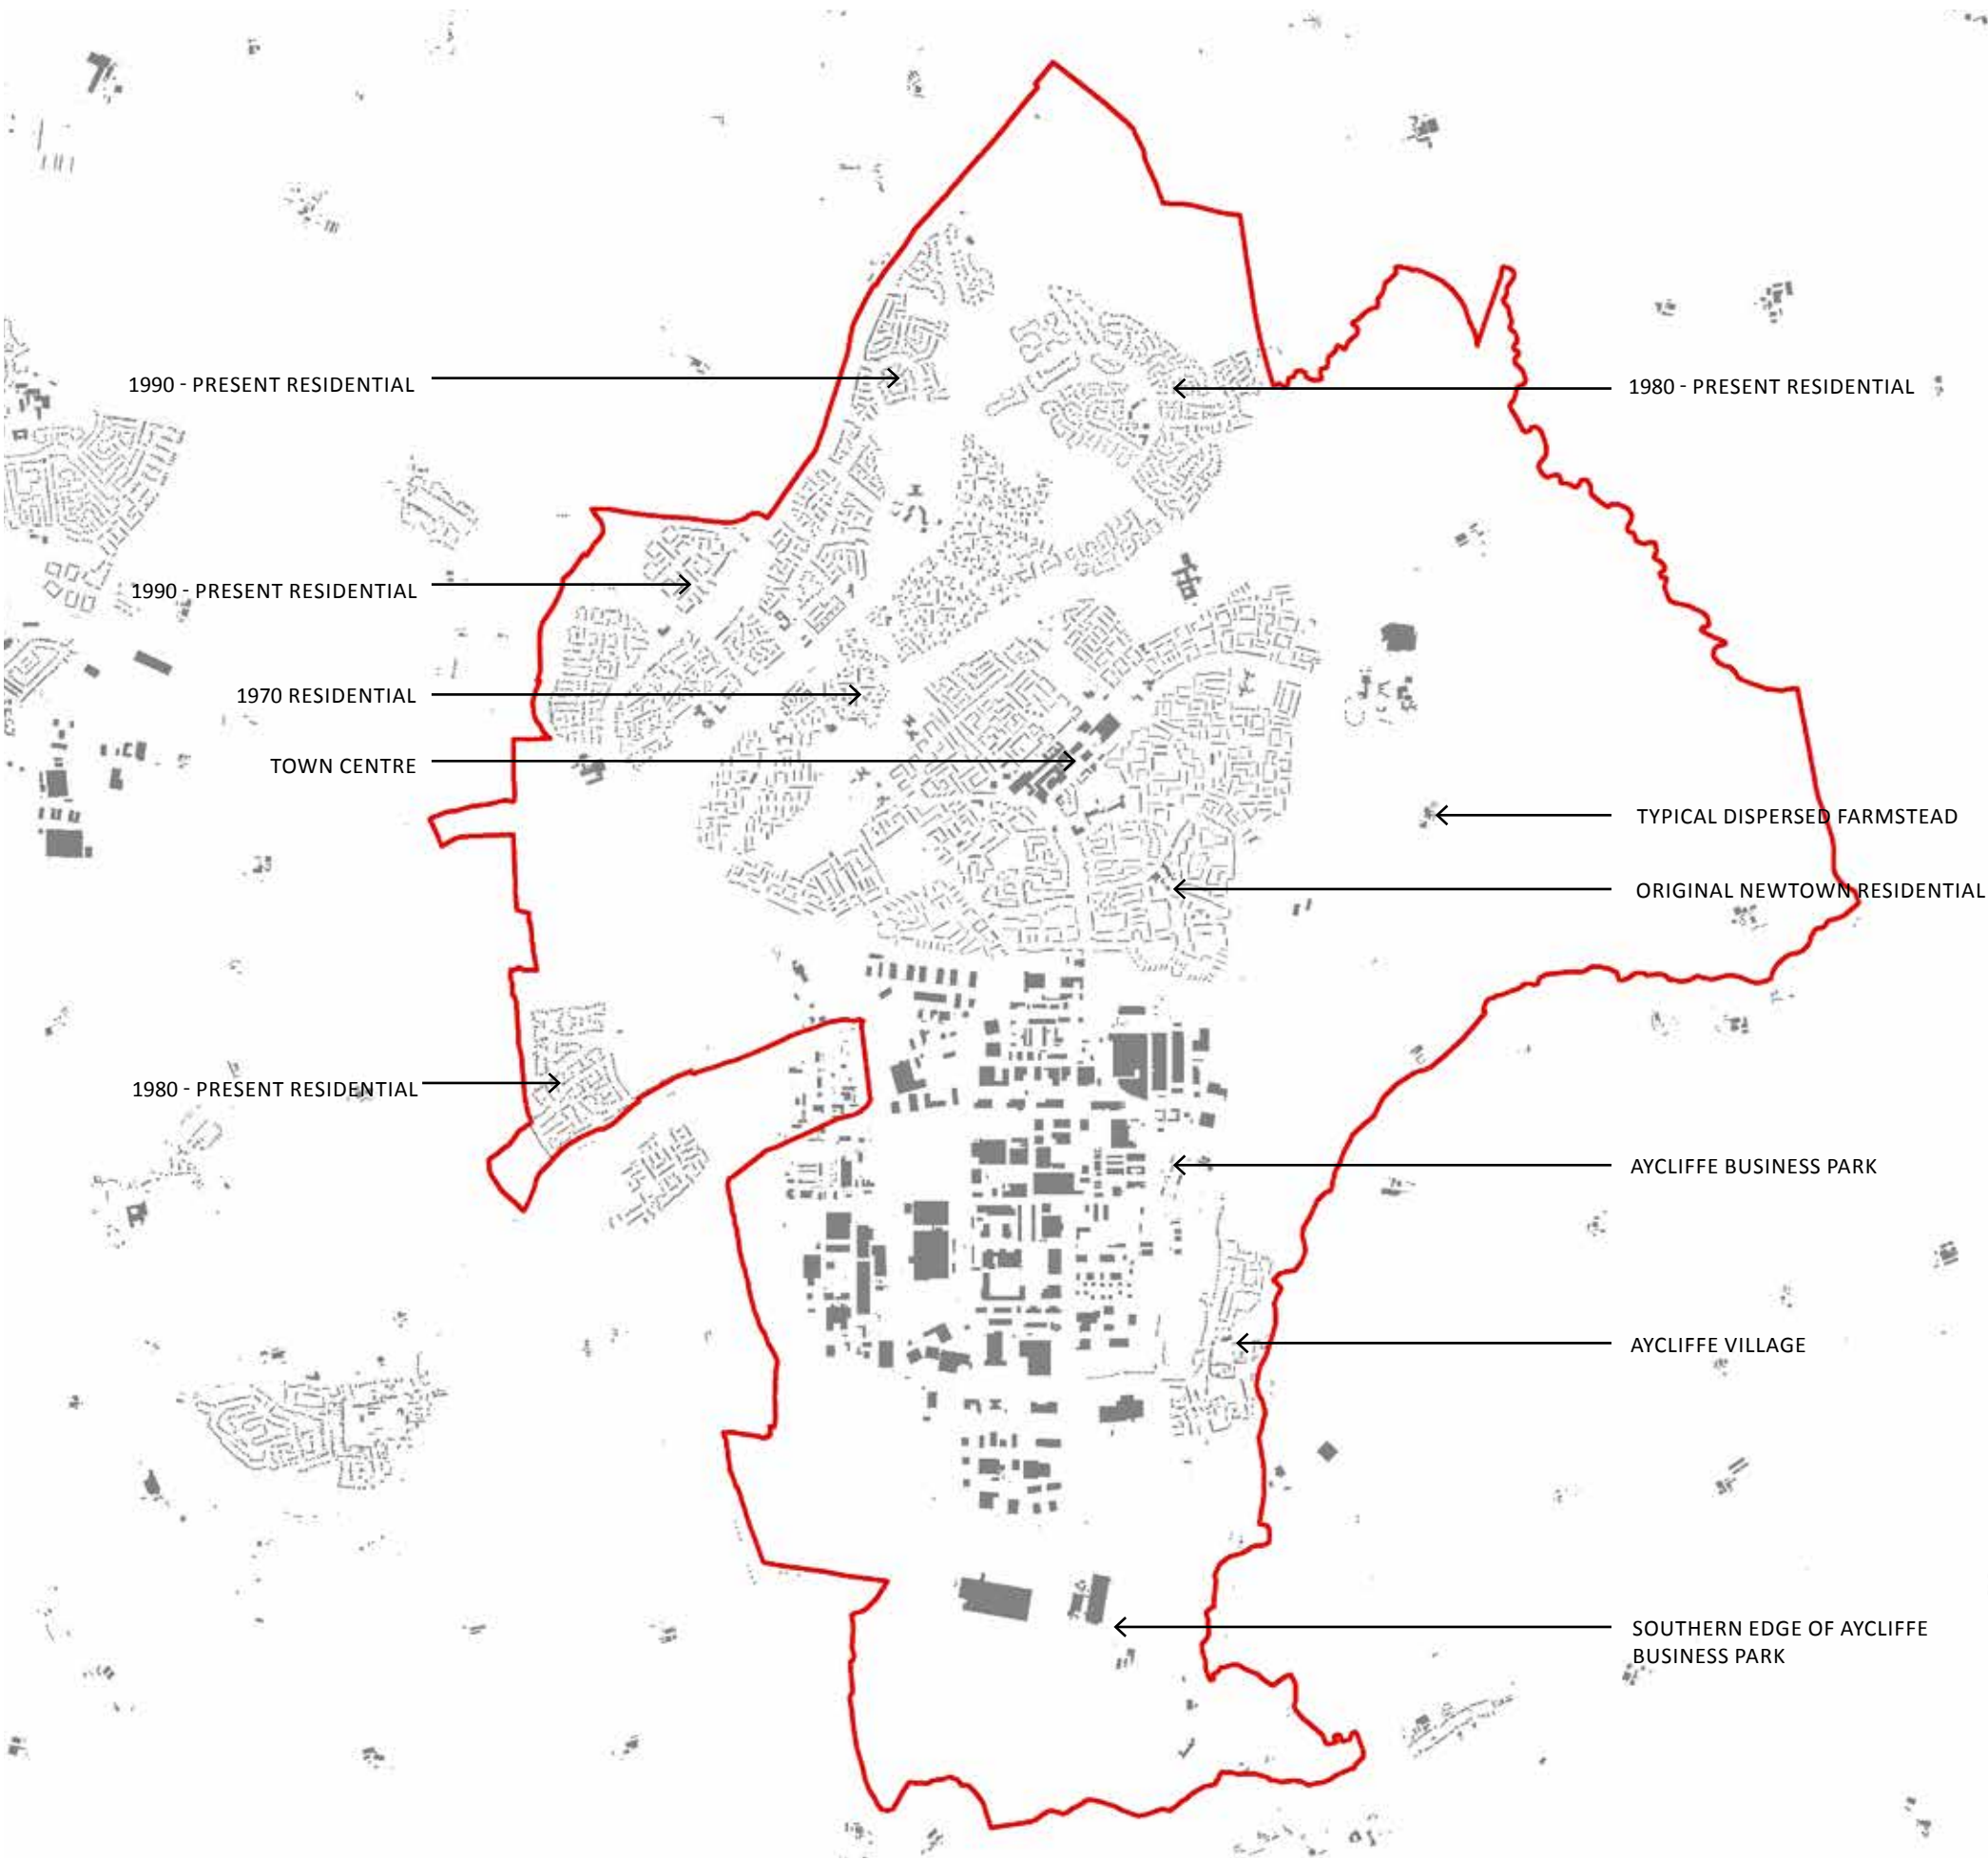 1990 - PRESENT RESIDENTIAL
1980 - PRESENT RESIDENTIAL
1990 - PRESENT RESIDENTIAL
1970 RESIDENTIAL
TOWN CENTRE
TYPICAL DISPERSED FARMSTEAD
ORIGINAL NEWTOWN RESIDENTIAL
1980 - PRESENT RESIDENTIAL
AYCLIFFE BUSINESS PARK
AYCLIFFE VILLAGE
SOUTHERN EDGE OF AYCLIFFE
BUSINESS PARK